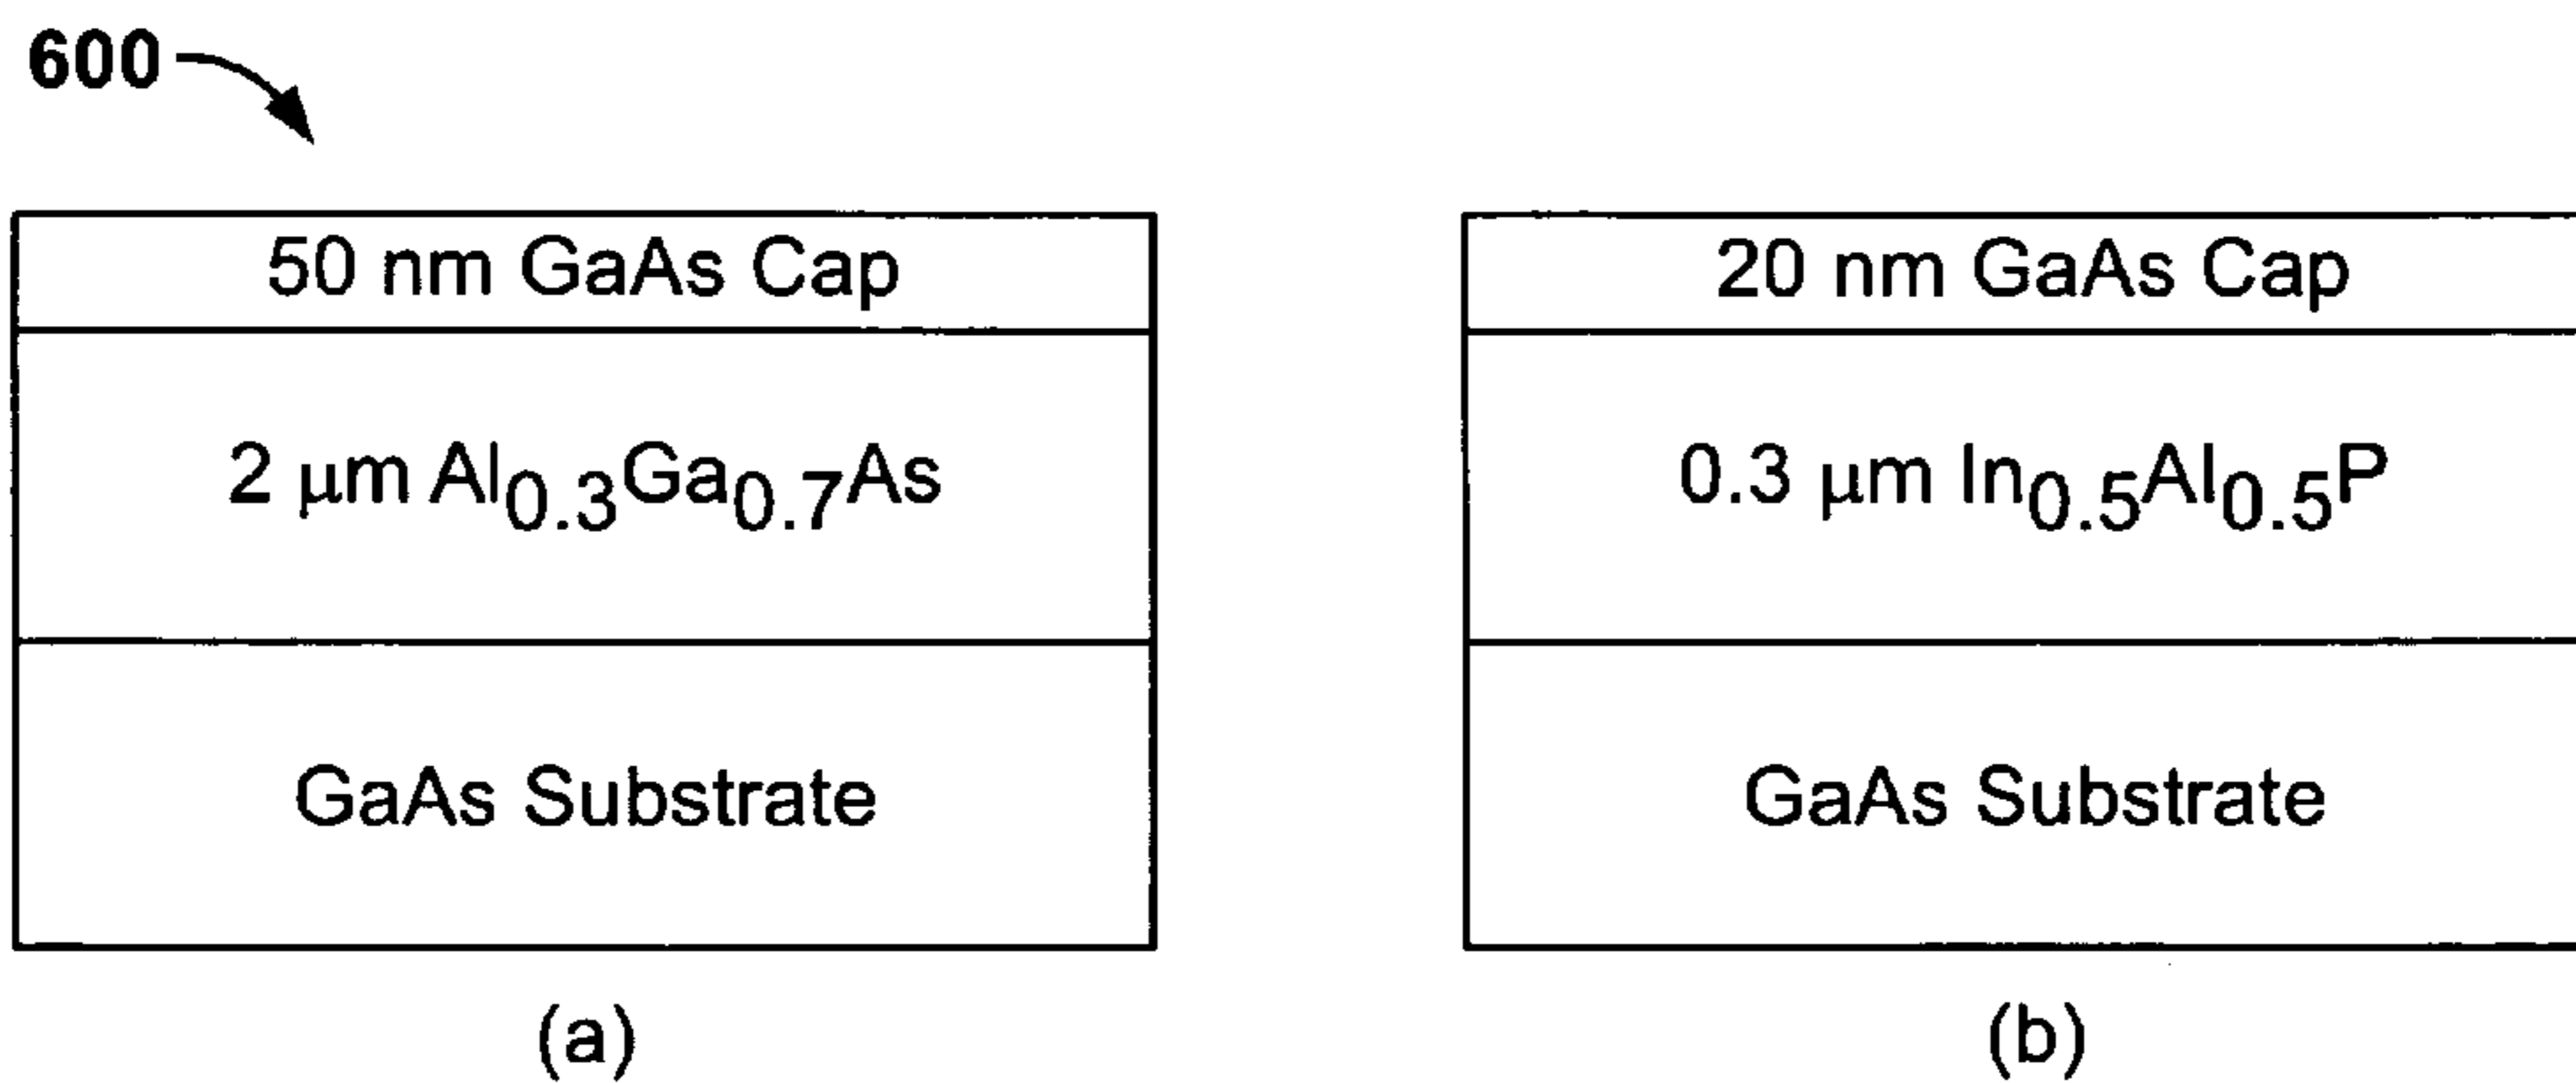 600
50 nm GaAs Cap
2 μm Al0.3Ga0.7As
GaAs Substrate
(a)
20 nm GaAs Cap
0.3 μm In0.5Al0.5P
GaAs Substrate
(b)